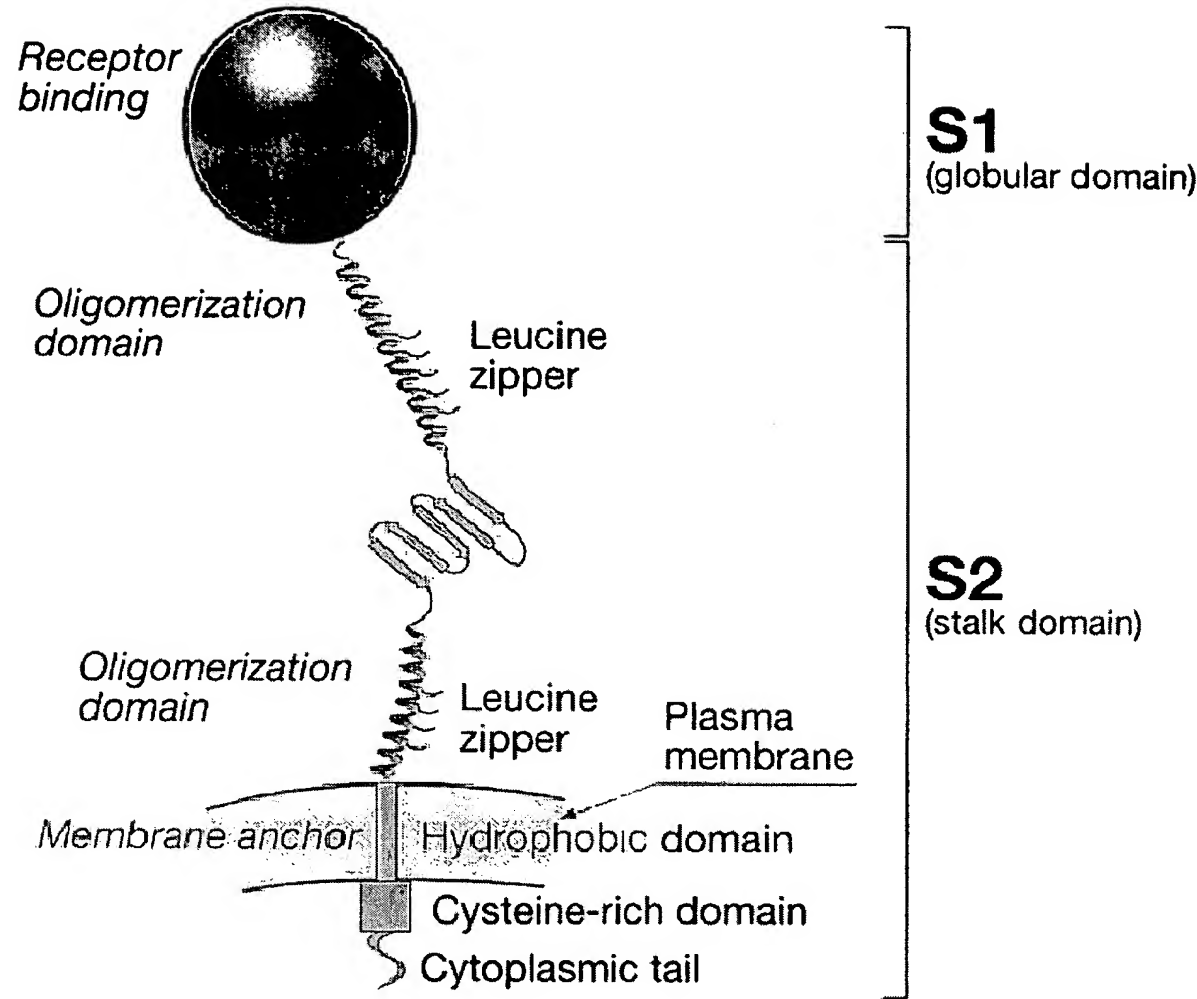 Receptor
binding
S1
(globular domain)
Oligomerization
domain
Leucine
zipper
S2
(stalk domain)
Oligomerization
domain
Leucine
zipper
Plasma
membrane
Membrane anchor
Hydrophobic domain
Cysteine-rich domain
Cytoplasmic tail